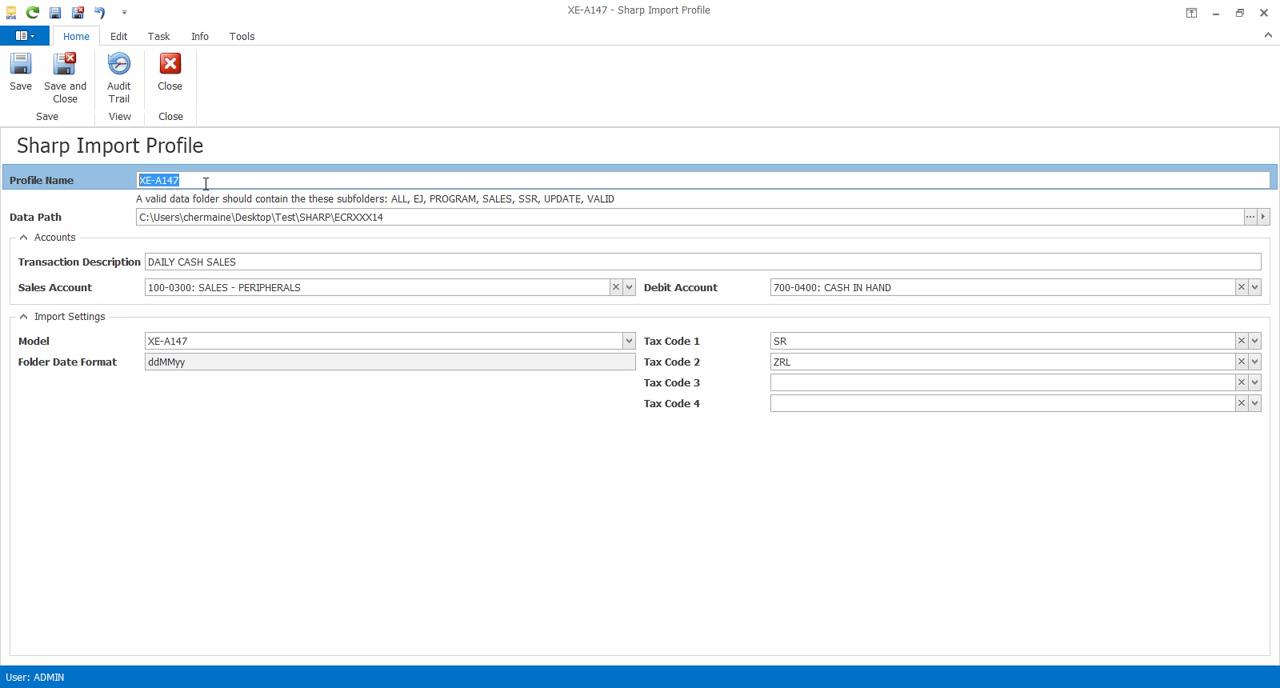 XE-A147 - Sharp Import Profile
Home Edit Task Info Tools
Save Save and Close Audit Trail Close
Save View Close
Sharp Import Profile
Profile Name XE-A147
A valid data folder should contain the these subfolders: ALL, EJ, PROGRAM, SALES, SSR, UPDATE, VALID
Data Path C:\Users\chermaine\Desktop\Test\SHARP\ECRXXX14
Accounts
Transaction Description DAILY CASH SALES
Sales Account 100-0300: SALES - PERIPHERALS Debit Account 700-0400: CASH IN HAND
Import Settings
Model XE-A147 Tax Code 1 SR
Folder Date Format ddMMyy Tax Code 2 ZRL
Tax Code 3
Tax Code 4
User: ADMIN